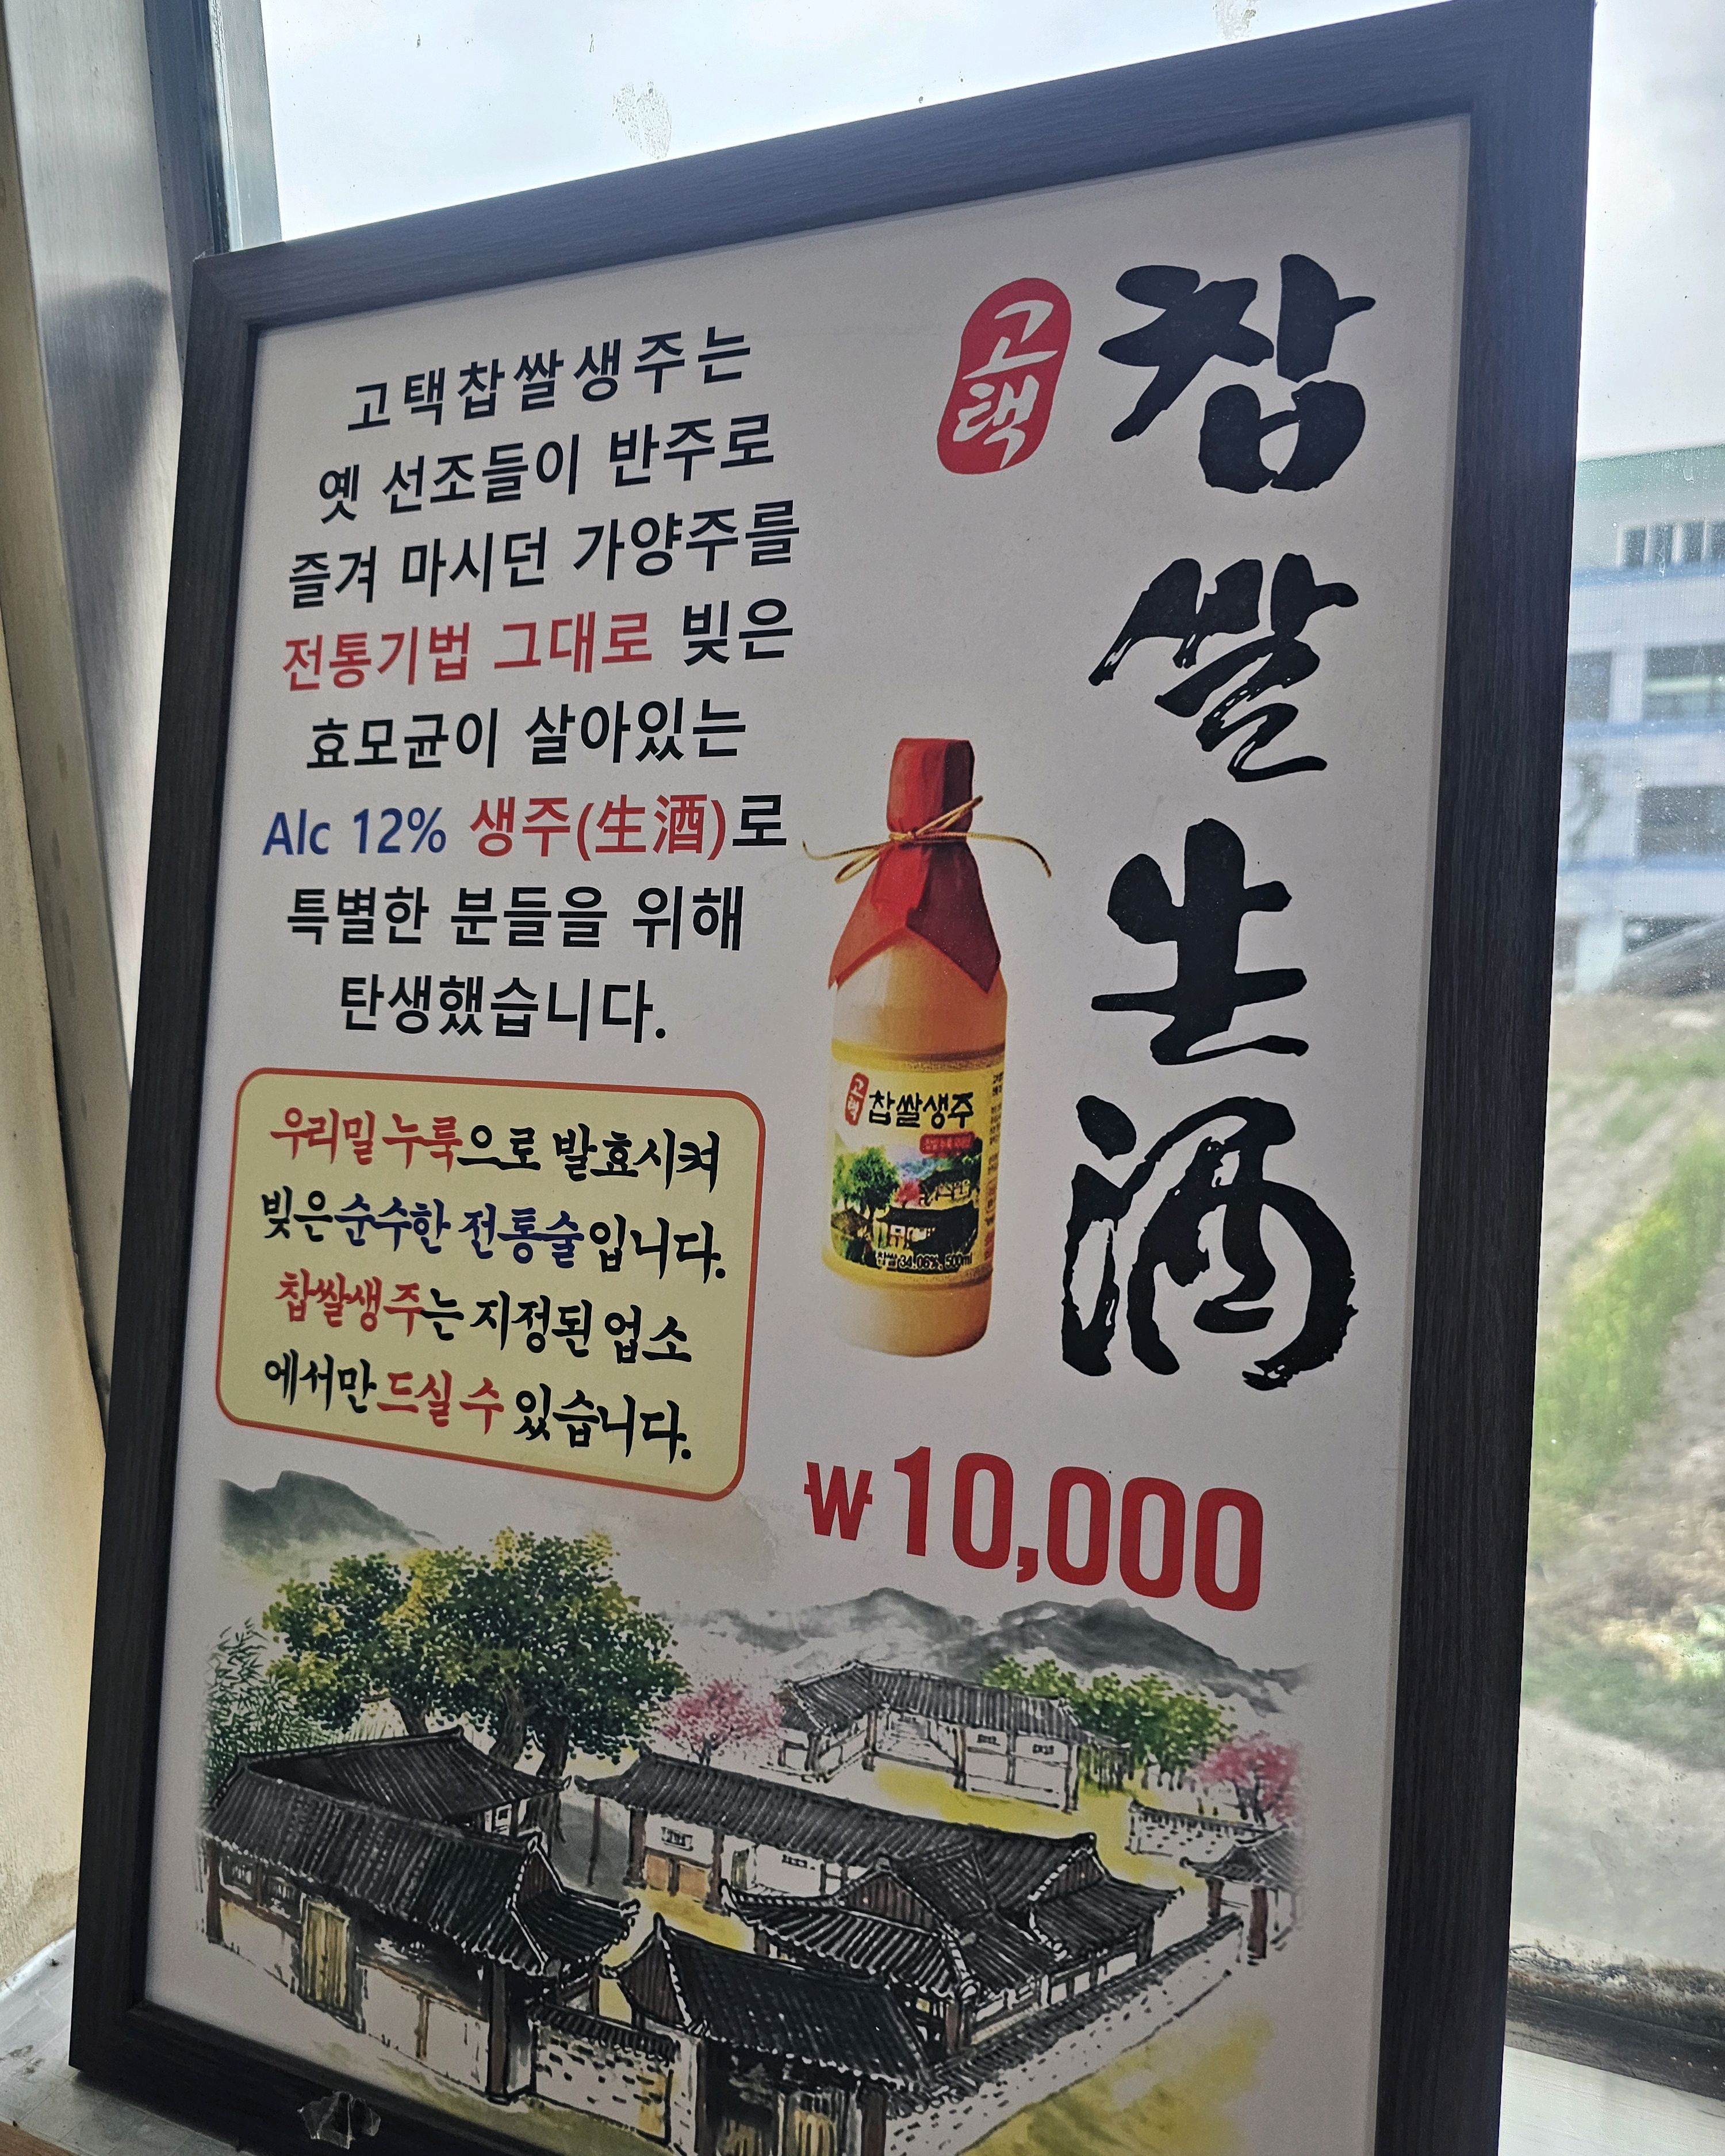 고택
찹쌀生酒
고택찹쌀생주는
옛 선조들이 반주로
즐겨 마시던 가양주를
전통기법 그대로 빚은
효모균이 살아있는
Alc 12% 생주(生酒)로
특별한 분들을 위해
탄생했습니다.
우리밀 누룩으로 발효시켜
빚은 순수한 전통술입니다.
찹쌀생주는 지정된 업소
에서만 드실 수 있습니다.
고택
찹쌀생주
찹쌀 34.06%, 500ml
₩10,000